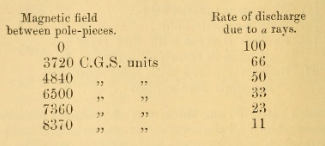 Magnetic field Rate of discharge
between pole-pieces. due to a rays.
0 100
3720 C.G.S. units 66
4840 ,, ,, 50
6500 ,, ,, 33
7360 ,, ,, 23
8370 ,, ,, 11